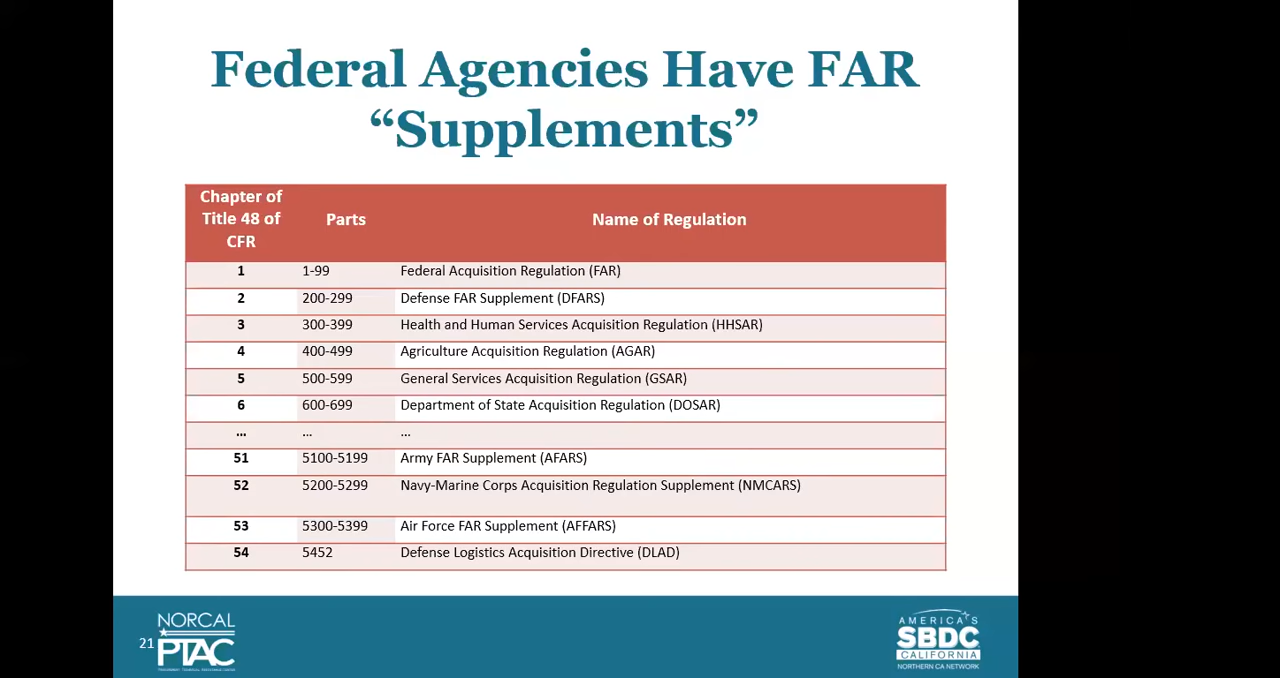 Federal Agencies Have FAR
“Supplements”
Chapter of
Title 48 of
CFR
Parts
Name of Regulation
1 1-99 Federal Acquisition Regulation (FAR)
2 200-299 Defense FAR Supplement (DFARS)
3 300-399 Health and Human Services Acquisition Regulation (HHSAR)
4 400-499 Agriculture Acquisition Regulation (AGAR)
5 500-599 General Services Acquisition Regulation (GSAR)
6 600-699 Department of State Acquisition Regulation (DOSAR)
... ... ...
51 5100-5199 Army FAR Supplement (AFARS)
52 5200-5299 Navy-Marine Corps Acquisition Regulation Supplement (NMCARS)
53 5300-5399 Air Force FAR Supplement (AFFARS)
54 5452 Defense Logistics Acquisition Directive (DLAD)
21
NORCAL
PTAC
AMERICA'S
SBDC
CALIFORNIA
NORTHERN CA NETWORK